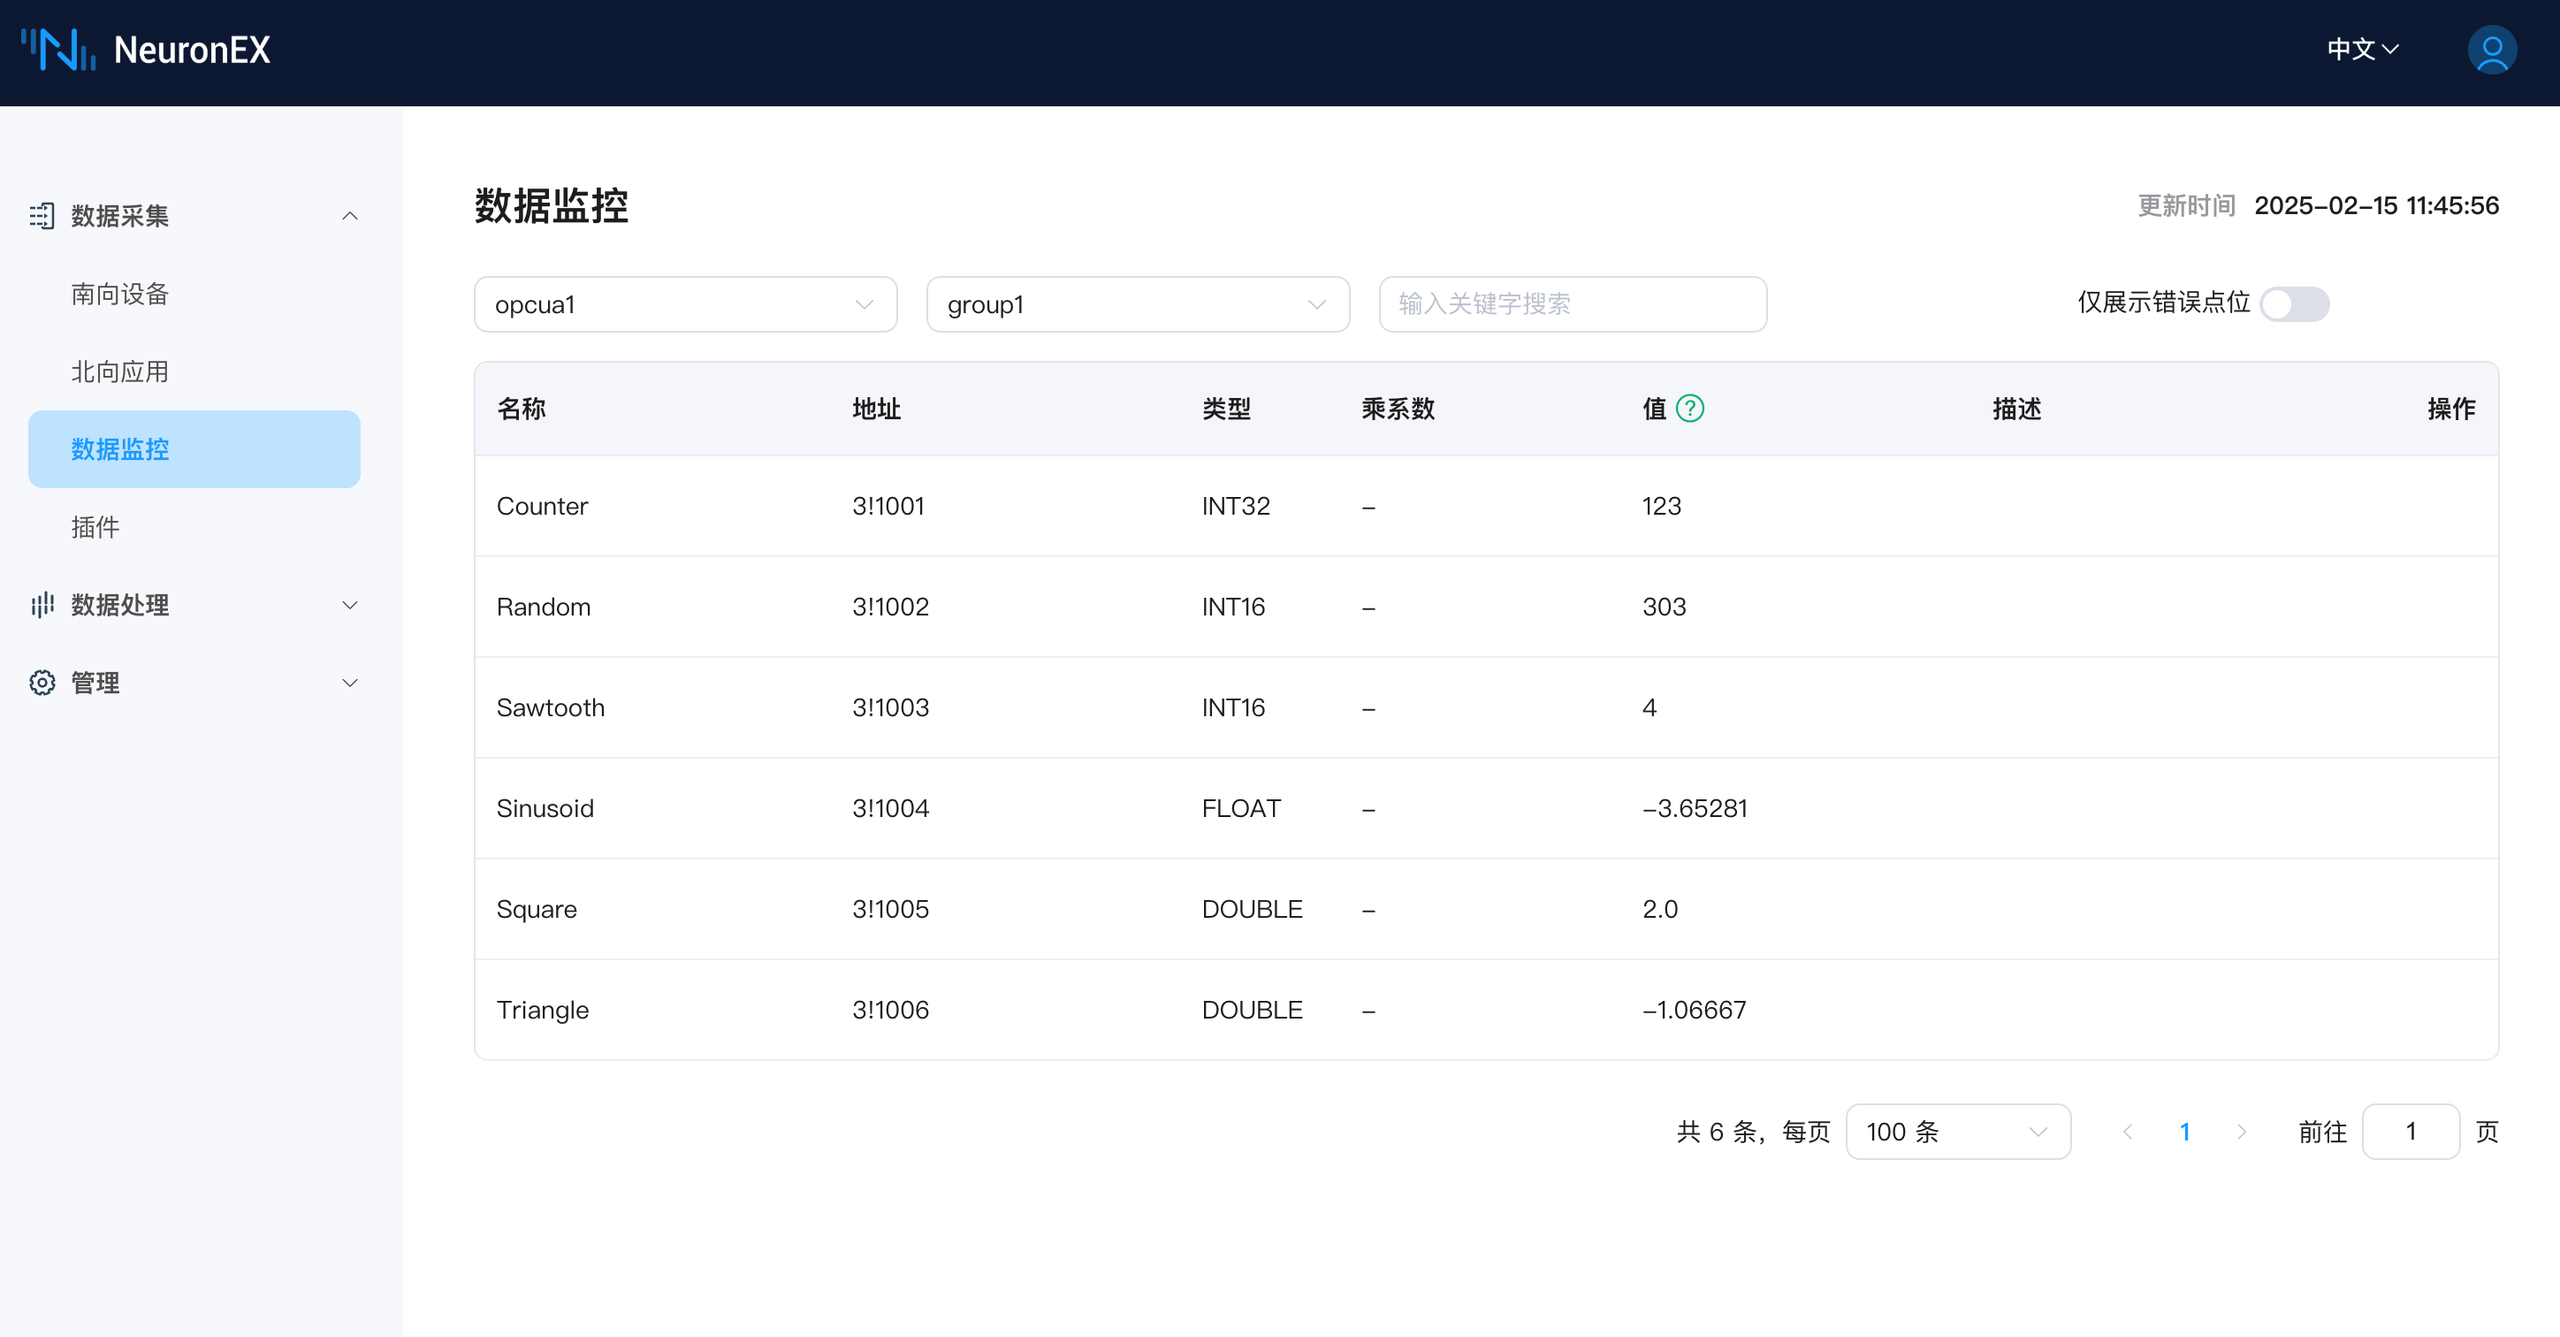 NeuronEX
中文
数据采集
南向设备
北向应用
数据监控
插件
数据处理
管理
数据监控
更新时间 2025-02-15 11:45:56
opcua1 group1 输入关键字搜索 仅展示错误点位
名称 地址 类型 乘系数 值 ? 描述 操作
Counter 3!1001 INT32 – 123
Random 3!1002 INT16 – 303
Sawtooth 3!1003 INT16 – 4
Sinusoid 3!1004 FLOAT – -3.65281
Square 3!1005 DOUBLE – 2.0
Triangle 3!1006 DOUBLE – -1.06667
共 6 条，每页 100 条 1 前往 1 页